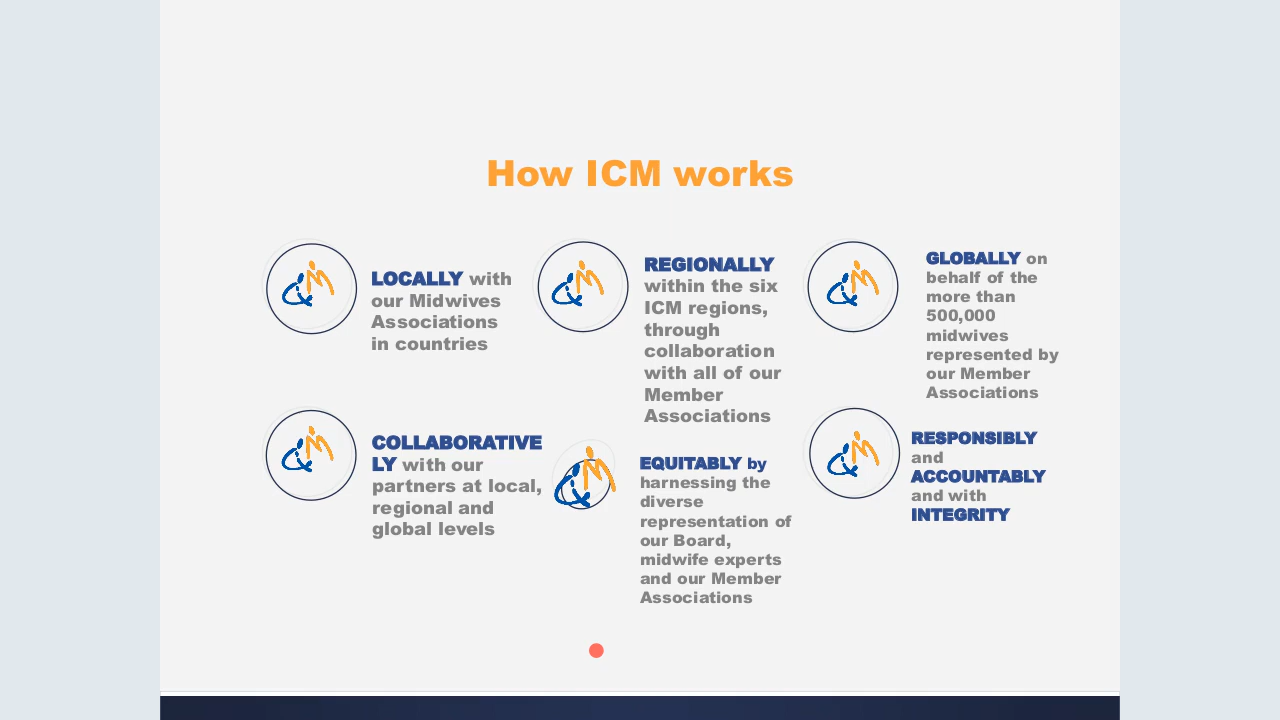 How ICM works
LOCALLY with
our Midwives
Associations
in countries
REGIONALLY
within the six
ICM regions,
through
collaboration
with all of our
Member
Associations
GLOBALLY on
behalf of the
more than
500,000
midwives
represented by
our Member
Associations
COLLABORATIVE
LY with our
partners at local,
regional and
global levels
EQUITABLY by
harnessing the
diverse
representation of
our Board,
midwife experts
and our Member
Associations
RESPONSIBLY
and
ACCOUNTABLY
and with
INTEGRITY